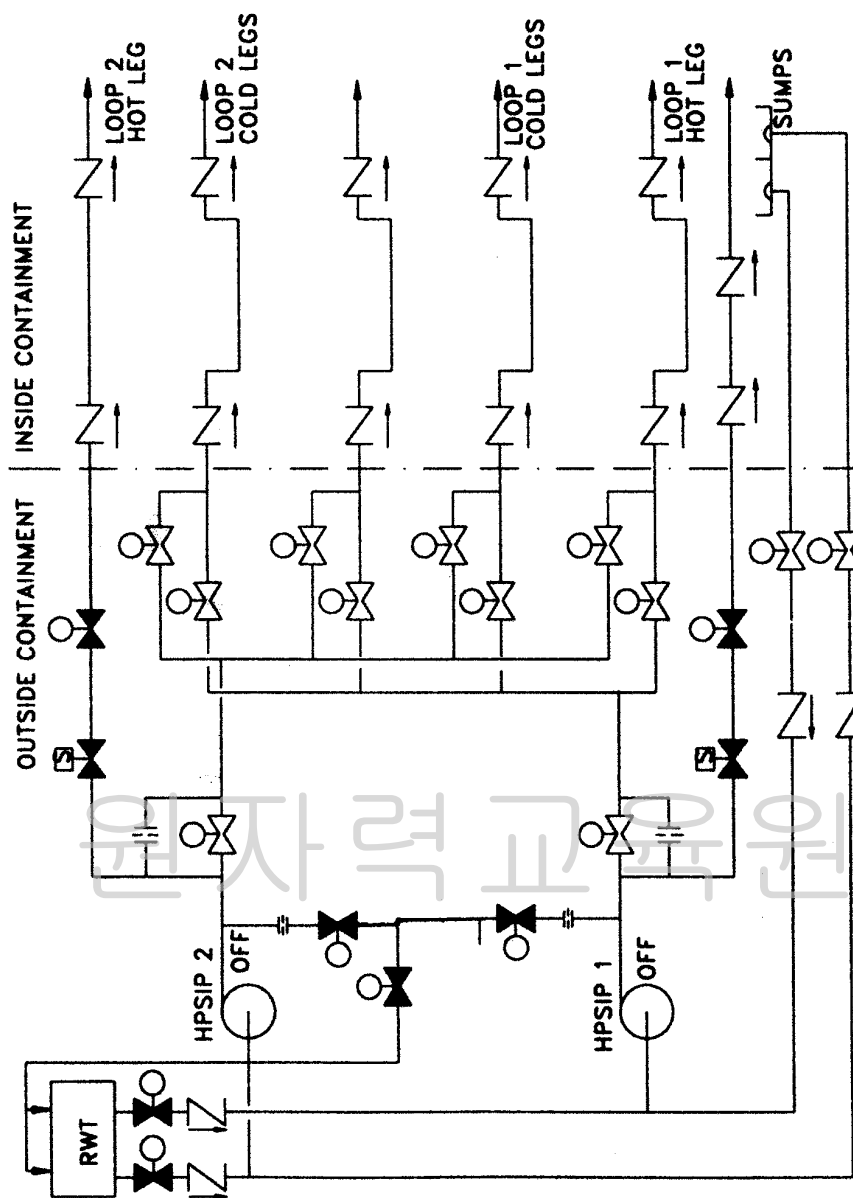 OUTSIDE CONTAINMENT
INSIDE CONTAINMENT
LOOP 2
HOT LEG
LOOP 2
COLD LEGS
LOOP 1
COLD LEGS
LOOP 1
HOT LEG
SUMPS
S
S
HPSIP 2
OFF
HPSIP 1
OFF
RWT
원자력교육원